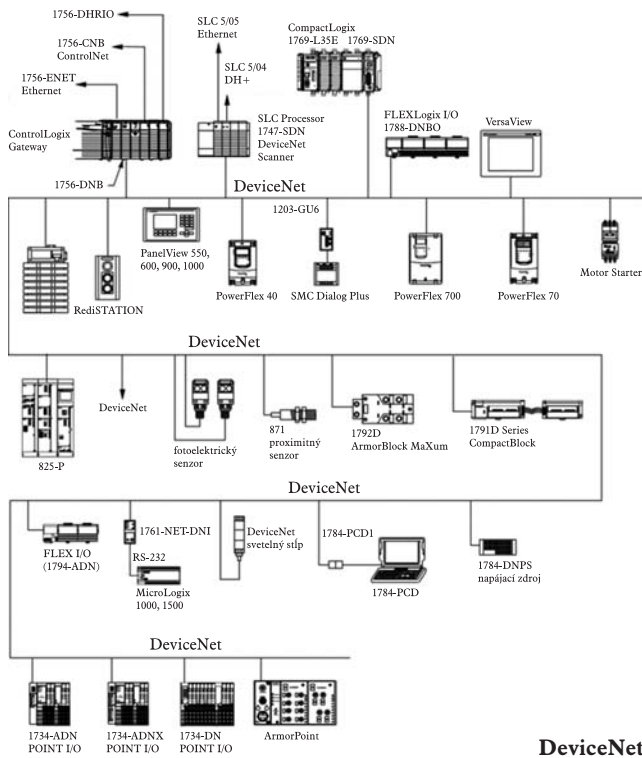 1756-DHRIO
1756-CNB
ControlNet
1756-ENET
Ethernet
ControlLogix
Gateway
1756-DNB
SLC 5/05
Ethernet
SLC 5/04
DH+
SLC Processor
1747-SDN
DeviceNet
Scanner
CompactLogix
1769-L35E 1769-SDN
FLEXLogix I/O
1788-DNBO
VersaView
DeviceNet
RediSTATION
PanelView 550,
600, 900, 1000
PowerFlex 40
1203-GU6
SMC Dialog Plus
PowerFlex 700
PowerFlex 70
Motor Starter
DeviceNet
825-P
DeviceNet
fotoelektrický
senzor
871
proximitný
senzor
1792D
ArmorBlock MaXum
1791D Series
CompactBlock
DeviceNet
FLEX I/O
(1794-ADN)
1761-NET-DNI
RS-232
MicroLogix
1000, 1500
DeviceNet
svetelný stĺp
1784-PCD1
1784-PCD
1784-DNPS
napájací zdroj
DeviceNet
1734-ADN
POINT I/O
1734-ADNX
POINT I/O
1734-DN
POINT I/O
ArmorPoint
DeviceNet